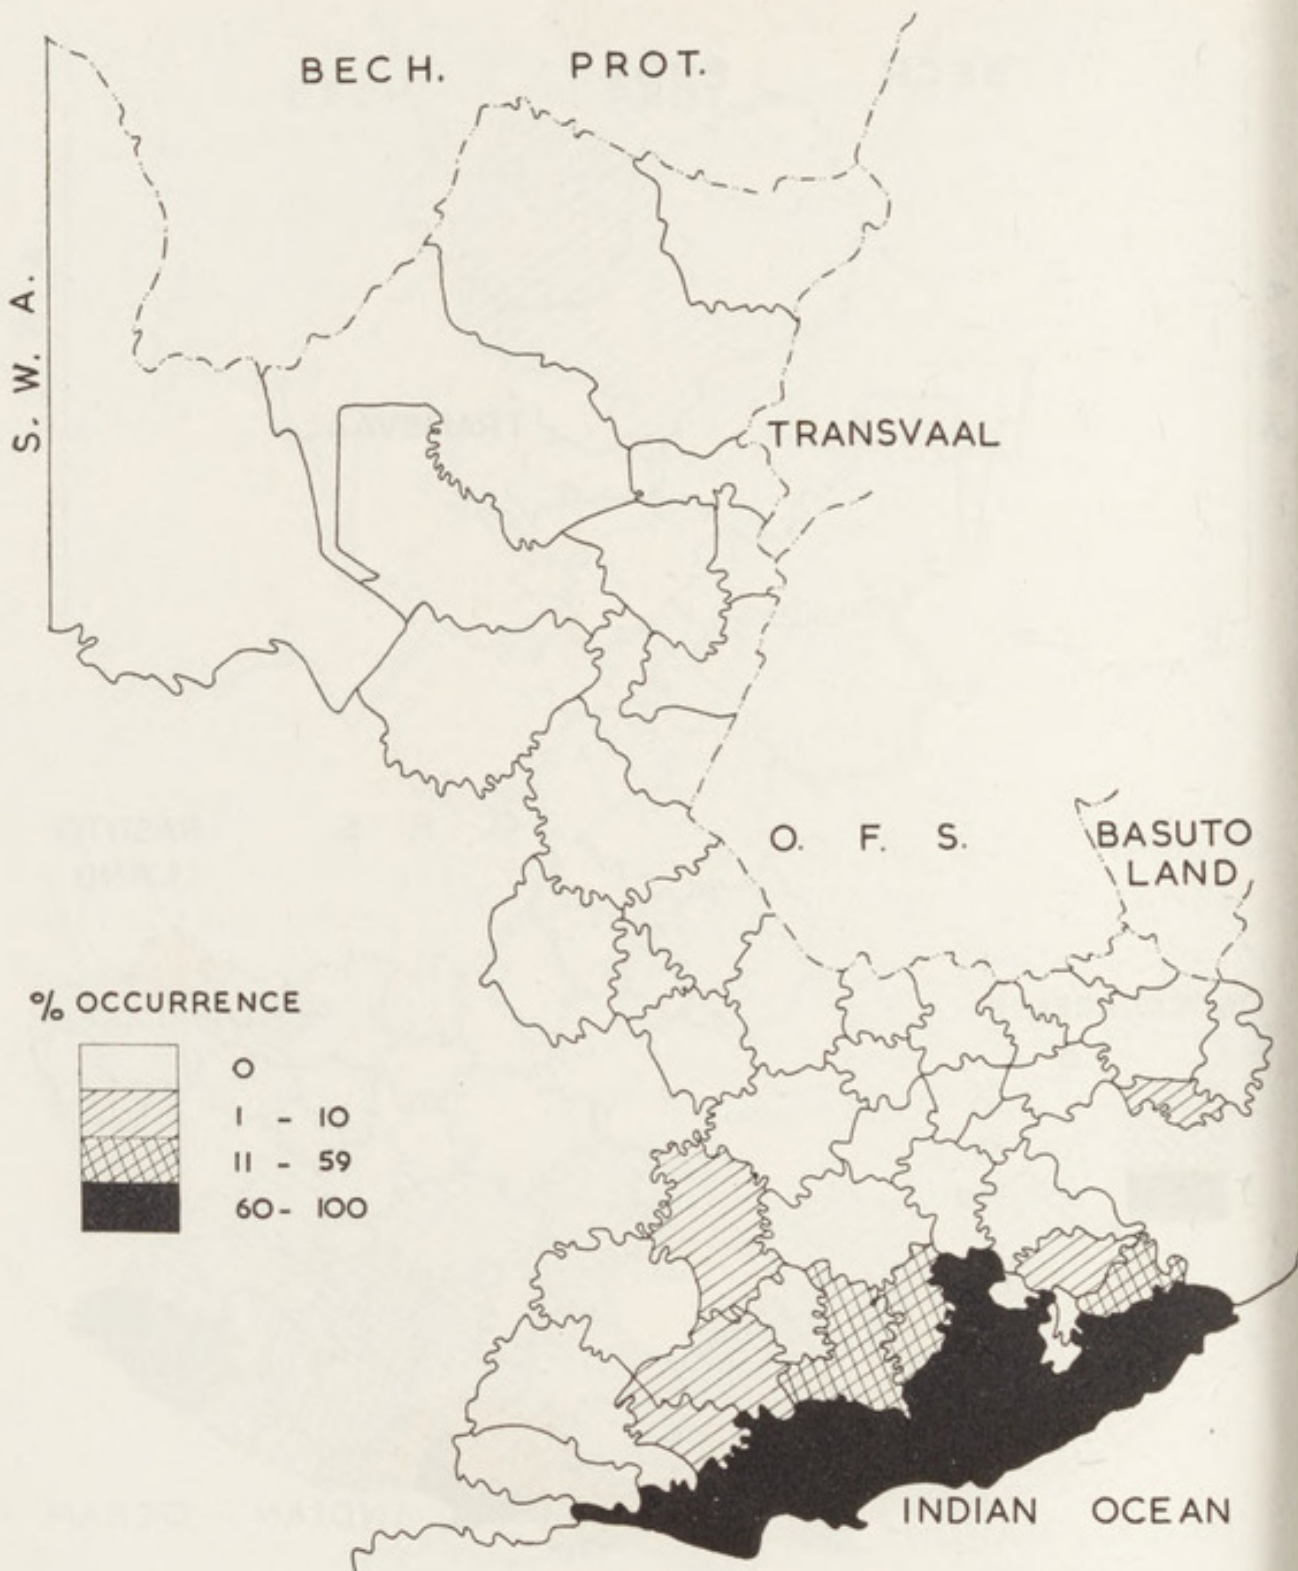 BECH. PROT.
S. W. A.
TRANSVAAL
O. F. S.
BASUTO
LAND
% OCCURRENCE
0
1 - 10
11 - 59
60 - 100
INDIAN OCEAN